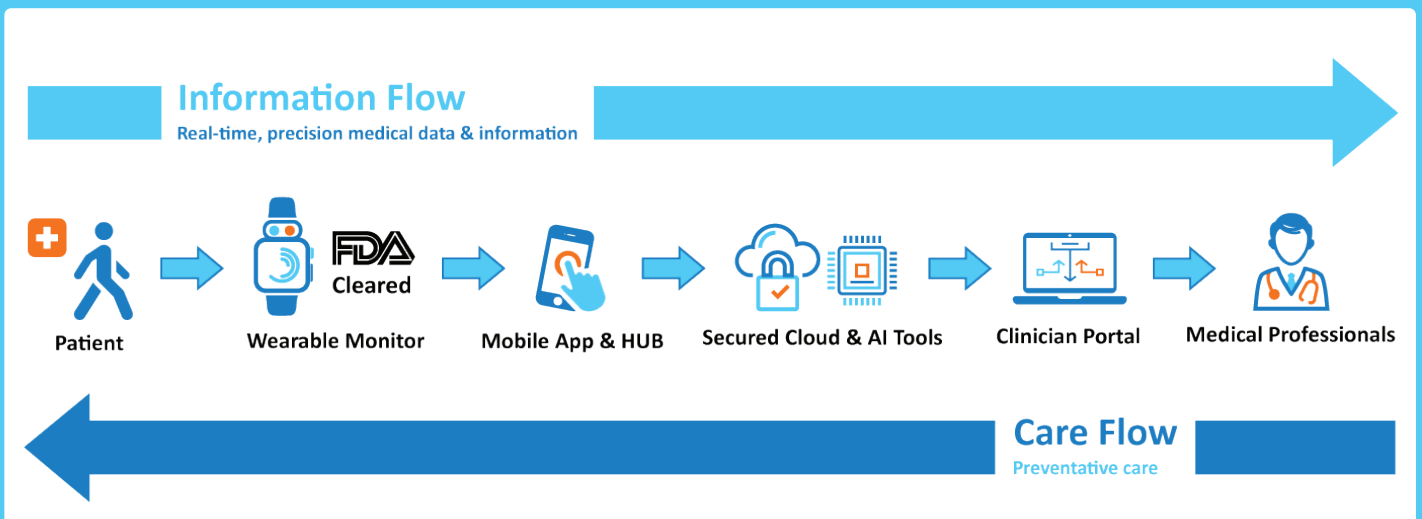 Information Flow
Real-time, precision medical data & information
FDA
Cleared
Patient
Wearable Monitor
Mobile App & HUB
Secured Cloud & AI Tools
Clinician Portal
Medical Professionals
Care Flow
Preventative care